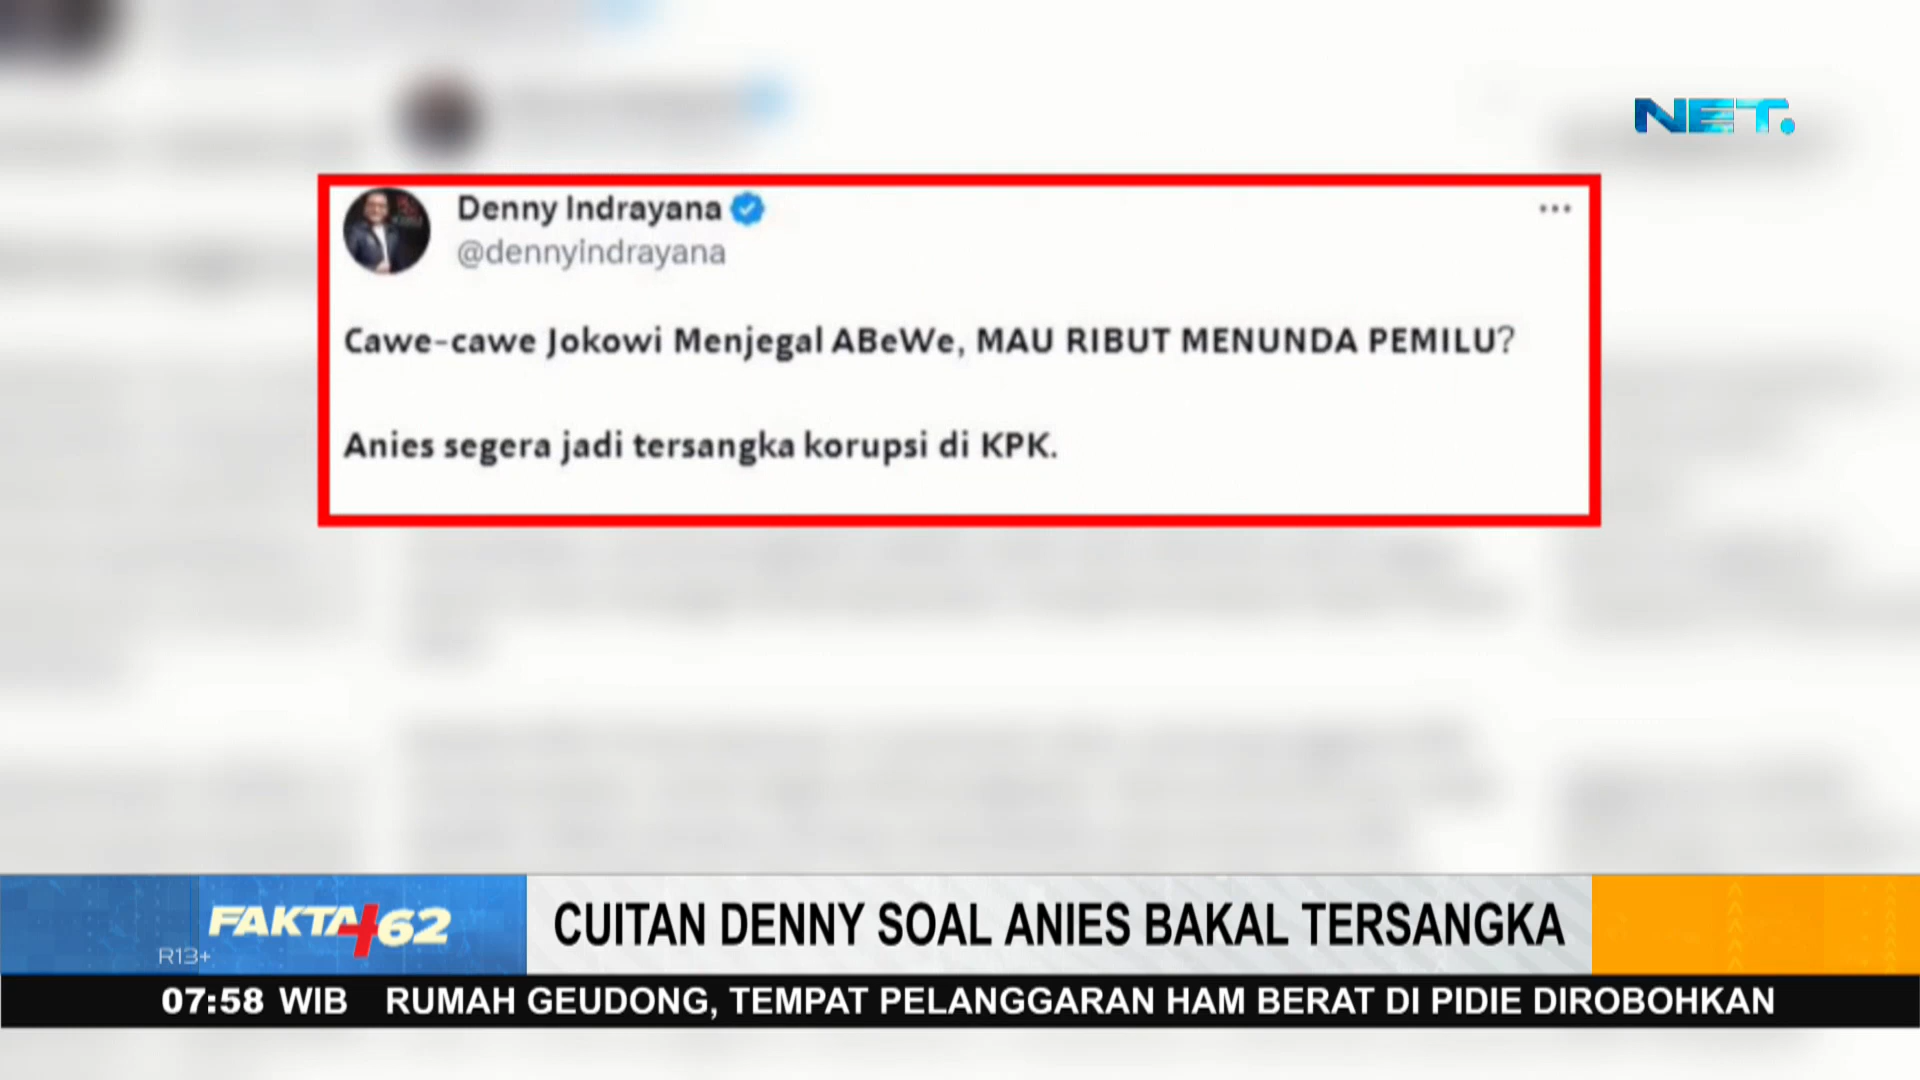 NET.
Denny Indrayana
@dennyindrayana
Cawe-cawe Jokowi Menjegal ABeWe, MAU RIBUT MENUNDA PEMILU?
Anies segera jadi tersangka korupsi di KPK.
FAKTA +62
R13+
CUITAN DENNY SOAL ANIES BAKAL TERSANGKA
07:58 WIB RUMAH GEUDONG, TEMPAT PELANGGARAN HAM BERAT DI PIDIE DIROBOHKAN